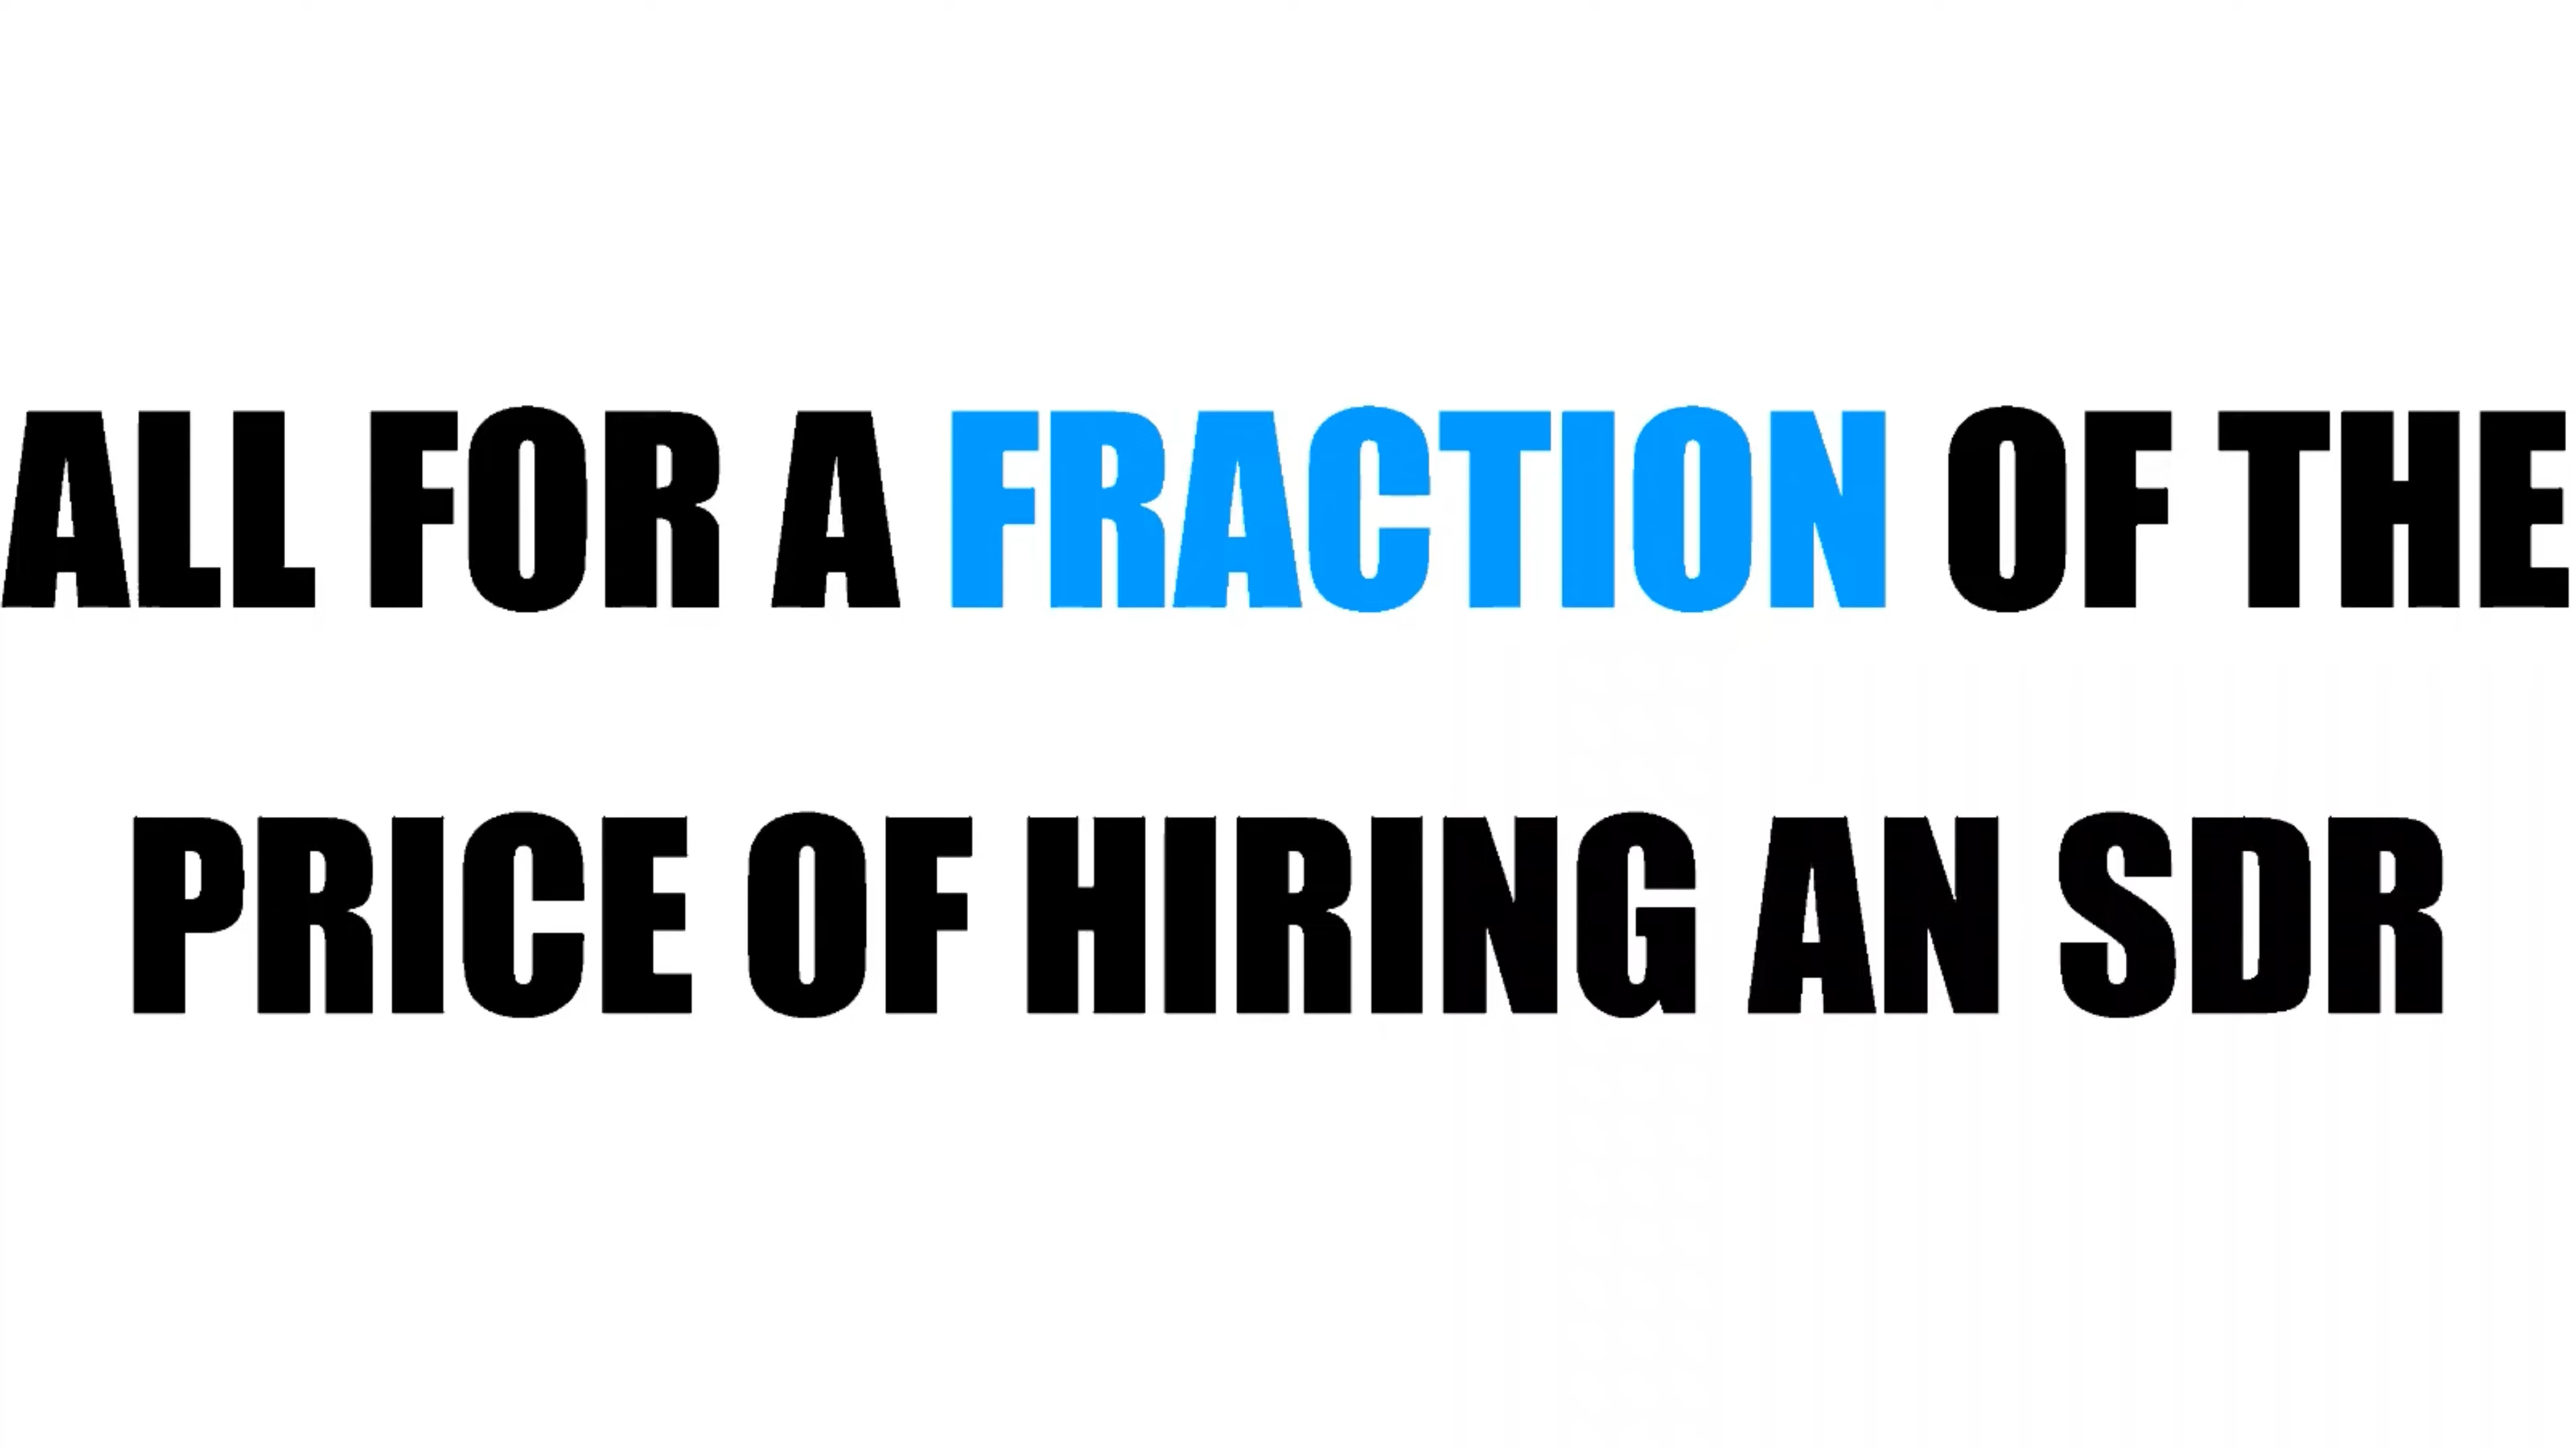 ALL FOR A FRACTION OF THE
PRICE OF HIRING AN SDR